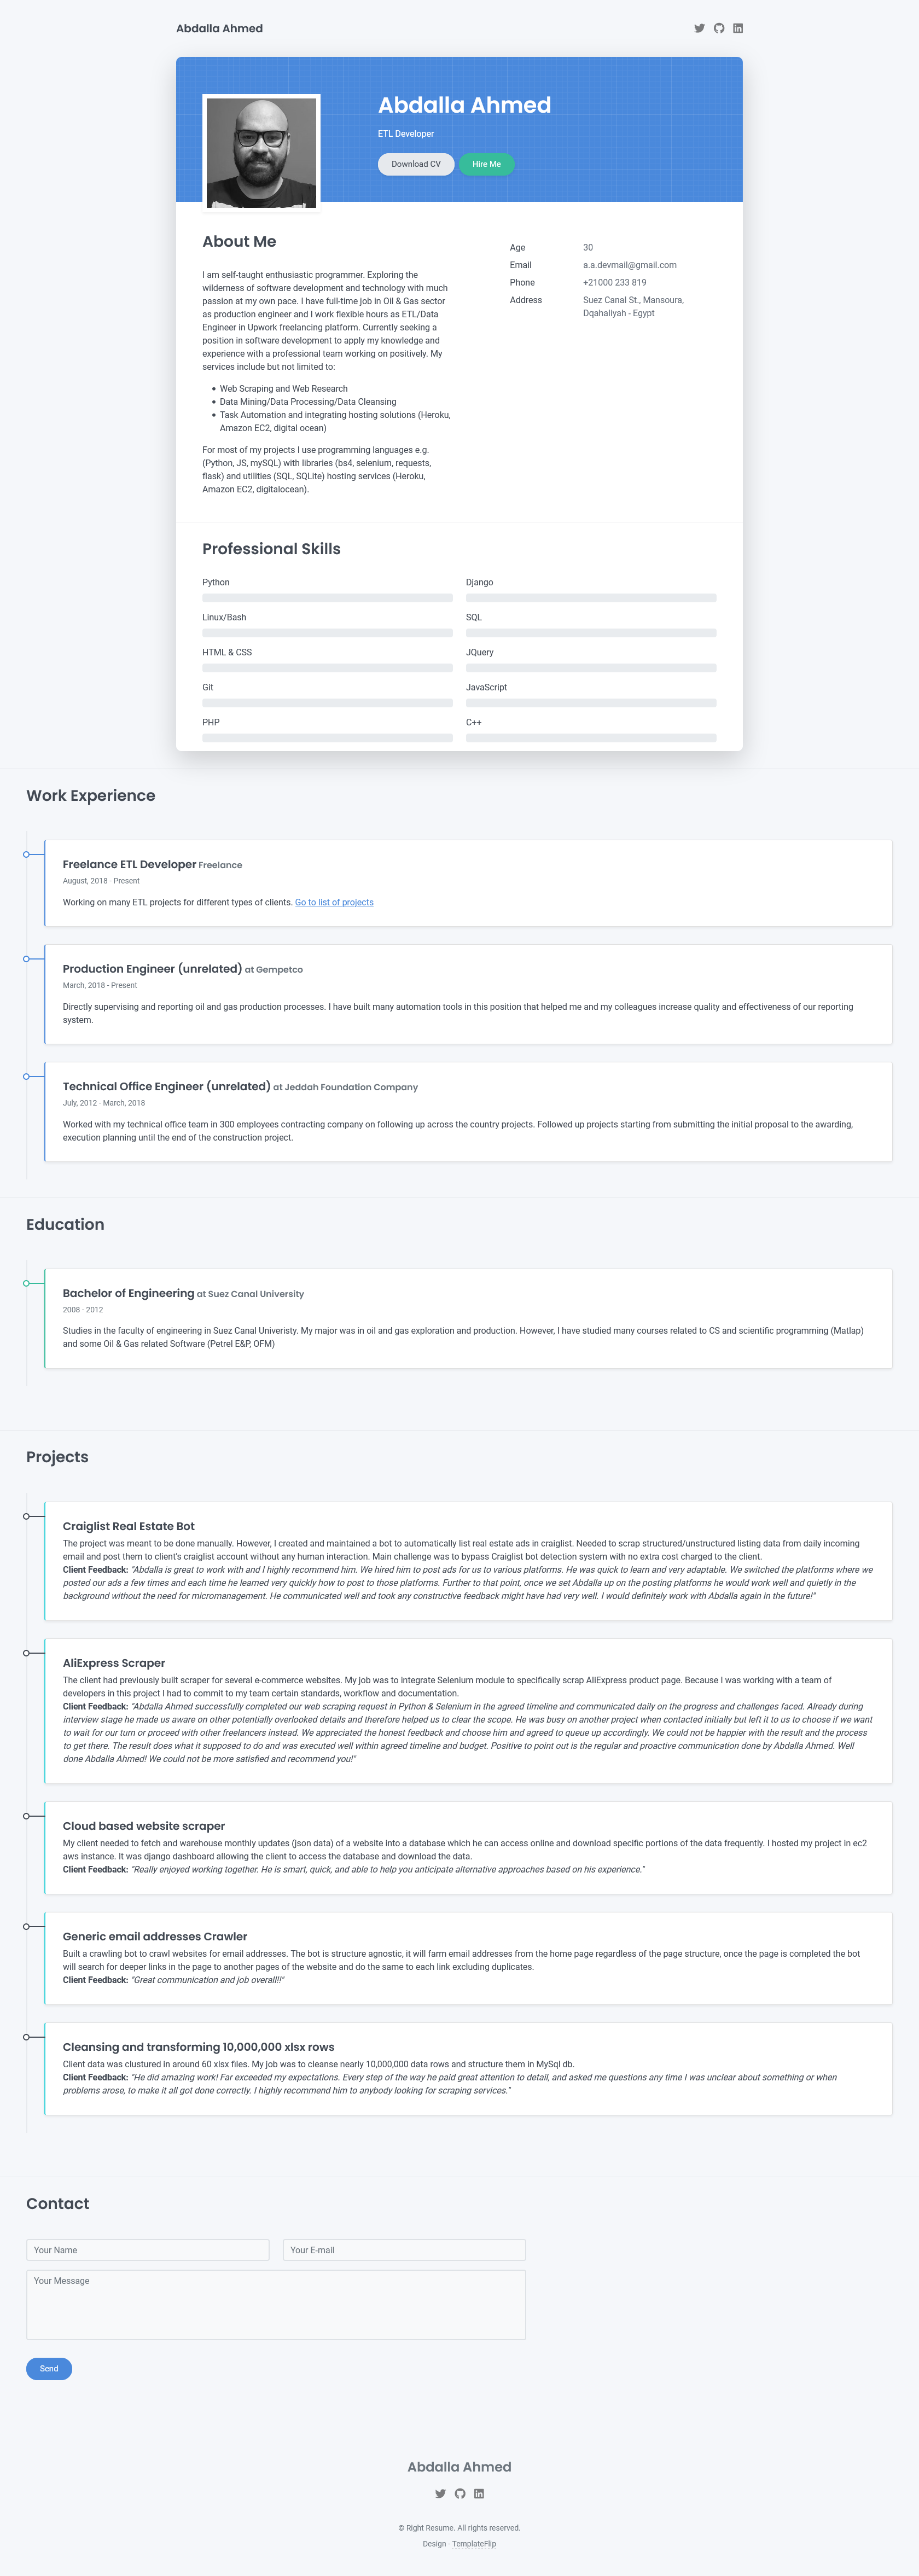 Abdalla Ahmed
Abdalla Ahmed
ETL Developer
Download CV
Hire Me
About Me
I am self-taught enthusiastic programmer. Exploring the
wilderness of software development and technology with much
passion at my own pace. I have full-time job in Oil & Gas sector
as production engineer and I work flexible hours as ETL/Data
Engineer in Upwork freelancing platform. Currently seeking a
position in software development to apply my knowledge and
experience with a professional team working on positively. My
services include but not limited to:
Web Scraping and Web Research
Data Mining/Data Processing/Data Cleansing
Task Automation and integrating hosting solutions (Heroku,
Amazon EC2, digital ocean)
For most of my projects I use programming languages e.g.
(Python, JS, mySQL) with libraries (bs4, selenium, requests,
flask) and utilities (SQL, SQLite) hosting services (Heroku,
Amazon EC2, digitalocean).
Age 30
Email a.a.devmail@gmail.com
Phone +21000 233 819
Address Suez Canal St., Mansoura,
Dqahaliyah - Egypt
Professional Skills
Python Django
Linux/Bash SQL
HTML & CSS JQuery
Git JavaScript
PHP C++
Work Experience
Freelance ETL Developer Freelance
August, 2018 - Present
Working on many ETL projects for different types of clients. Go to list of projects
Production Engineer (unrelated) at Gempetco
March, 2018 - Present
Directly supervising and reporting oil and gas production processes. I have built many automation tools in this position that helped me and my colleagues increase quality and effectiveness of our reporting
system.
Technical Office Engineer (unrelated) at Jeddah Foundation Company
July, 2012 - March, 2018
Worked with my technical office team in 300 employees contracting company on following up across the country projects. Followed up projects starting from submitting the initial proposal to the awarding,
execution planning until the end of the construction project.
Education
Bachelor of Engineering at Suez Canal University
2008 - 2012
Studies in the faculty of engineering in Suez Canal Univeristy. My major was in oil and gas exploration and production. However, I have studied many courses related to CS and scientific programming (Matlap)
and some Oil & Gas related Software (Petrel E&P, OFM)
Projects
Craiglist Real Estate Bot
The project was meant to be done manually. However, I created and maintained a bot to automatically list real estate ads in craiglist. Needed to scrap structured/unstructured listing data from daily incoming
email and post them to client's craiglist account without any human interaction. Main challenge was to bypass Craiglist bot detection system with no extra cost charged to the client.
Client Feedback: "Abdalla is great to work with and I highly recommend him. We hired him to post ads for us to various platforms. He was quick to learn and very adaptable. We switched the platforms where we
posted our ads a few times and each time he learned very quickly how to post to those platforms. Further to that point, once we set Abdalla up on the posting platforms he would work well and quietly in the
background without the need for micromanagement. He communicated well and took any constructive feedback might have had very well. I would definitely work with Abdalla again in the future!"
AliExpress Scraper
The client had previously built scraper for several e-commerce websites. My job was to integrate Selenium module to specifically scrap AliExpress product page. Because I was working with a team of
developers in this project I had to commit to my team certain standards, workflow and documentation.
Client Feedback: "Abdalla Ahmed successfully completed our web scraping request in Python & Selenium in the agreed timeline and communicated daily on the progress and challenges faced. Already during
interview stage he made us aware on other potentially overlooked details and therefore helped us to clear the scope. He was busy on another project when contacted initially but left it to us to choose if we want
to wait for our turn or proceed with other freelancers instead. We appreciated the honest feedback and choose him and agreed to queue up accordingly. We could not be happier with the result and the process
to get there. The result does what it supposed to do and was executed well within agreed timeline and budget. Positive to point out is the regular and proactive communication done by Abdalla Ahmed. Well
done Abdalla Ahmed! We could not be more satisfied and recommend you!"
Cloud based website scraper
My client needed to fetch and warehouse monthly updates (json data) of a website into a database which he can access online and download specific portions of the data frequently. I hosted my project in ec2
aws instance. It was django dashboard allowing the client to access the database and download the data.
Client Feedback: "Really enjoyed working together. He is smart, quick, and able to help you anticipate alternative approaches based on his experience."
Generic email addresses Crawler
Built a crawling bot to crawl websites for email addresses. The bot is structure agnostic, it will farm email addresses from the home page regardless of the page structure, once the page is completed the bot
will search for deeper links in the page to another pages of the website and do the same to each link excluding duplicates.
Client Feedback: "Great communication and job overall!!"
Cleansing and transforming 10,000,000 xlsx rows
Client data was clustured in around 60 xlsx files. My job was to cleanse nearly 10,000,000 data rows and structure them in MySql db.
Client Feedback: "He did amazing work! Far exceeded my expectations. Every step of the way he paid great attention to detail, and asked me questions any time I was unclear about something or when
problems arose, to make it all got done correctly. I highly recommend him to anybody looking for scraping services."
Contact
Your Name
Your E-mail
Your Message
Send
Abdalla Ahmed
© Right Resume. All rights reserved.
Design - TemplateFlip